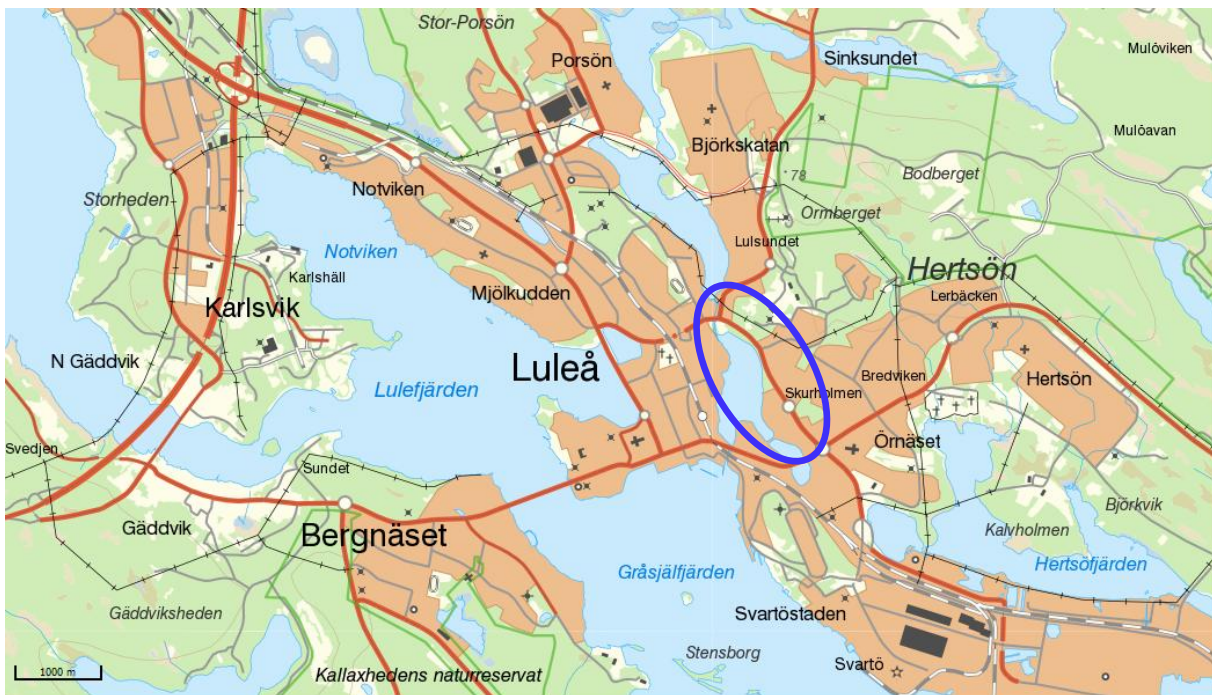 Stor-Porsön
Porsön
Sinksundet
Mulöviken
Björkskatan
Mulöavan
Storheden
Notviken
78
Bodberget
Ormberget
Notviken
Karlshäll
Lulsundet
Hertsön
Karlsvik
Mjölkudden
Lerbäcken
N Gäddvik
Luleå
Bredviken
Hertsön
Lulefjärden
Skurholmen
Svedjen
Sundet
Örnäset
Gäddvik
Bergnäset
Björkvik
Kalvholmen
Gråsjälfjärden
Hertsöfjärden
Gäddviksheden
Svartöstaden
Stensborg
Svartö
1000 m
Kallaxhedens naturreservat